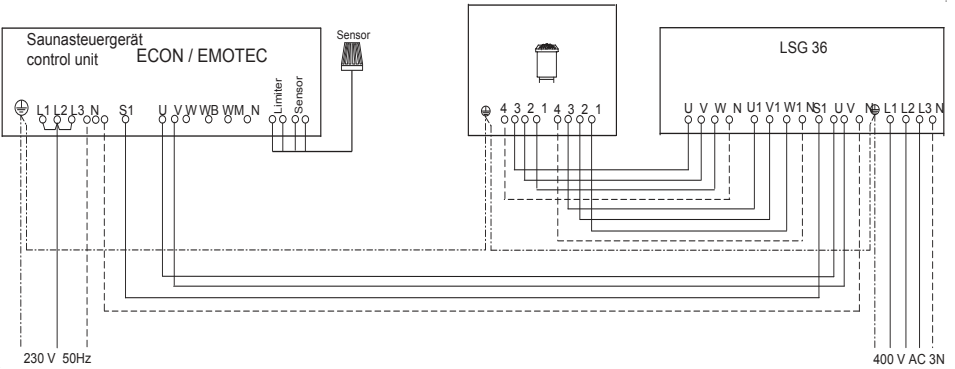 Saunasteuergerät
control unit
ECON / EMOTEC
Sensor
L1 L2 L3 N S1 U V W WB WM N Limiter Sensor
4 3 2 1 4 3 2 1
LSG 36
U V W N U1 V1 W1 N S1 U V N L1 L2 L3 N
230 V 50Hz
400 V AC 3N